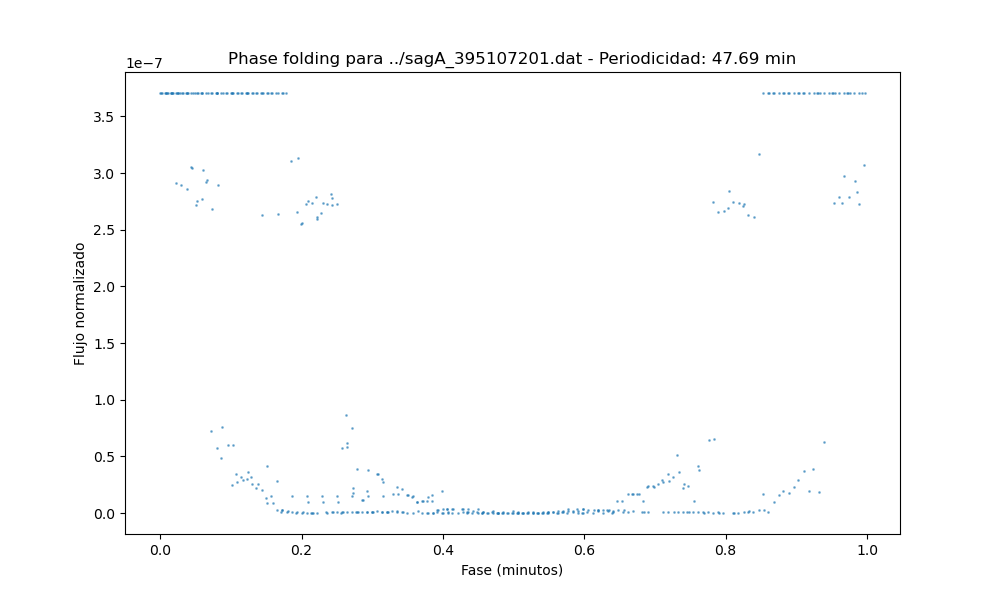 Phase folding para ../sagA_395107201.dat - Periodicidad: 47.69 min
1e−7
3.5
3.0
2.5
2.0
1.5
1.0
0.5
0.0
Flujo normalizado
0.0 0.2 0.4 0.6 0.8 1.0
Fase (minutos)